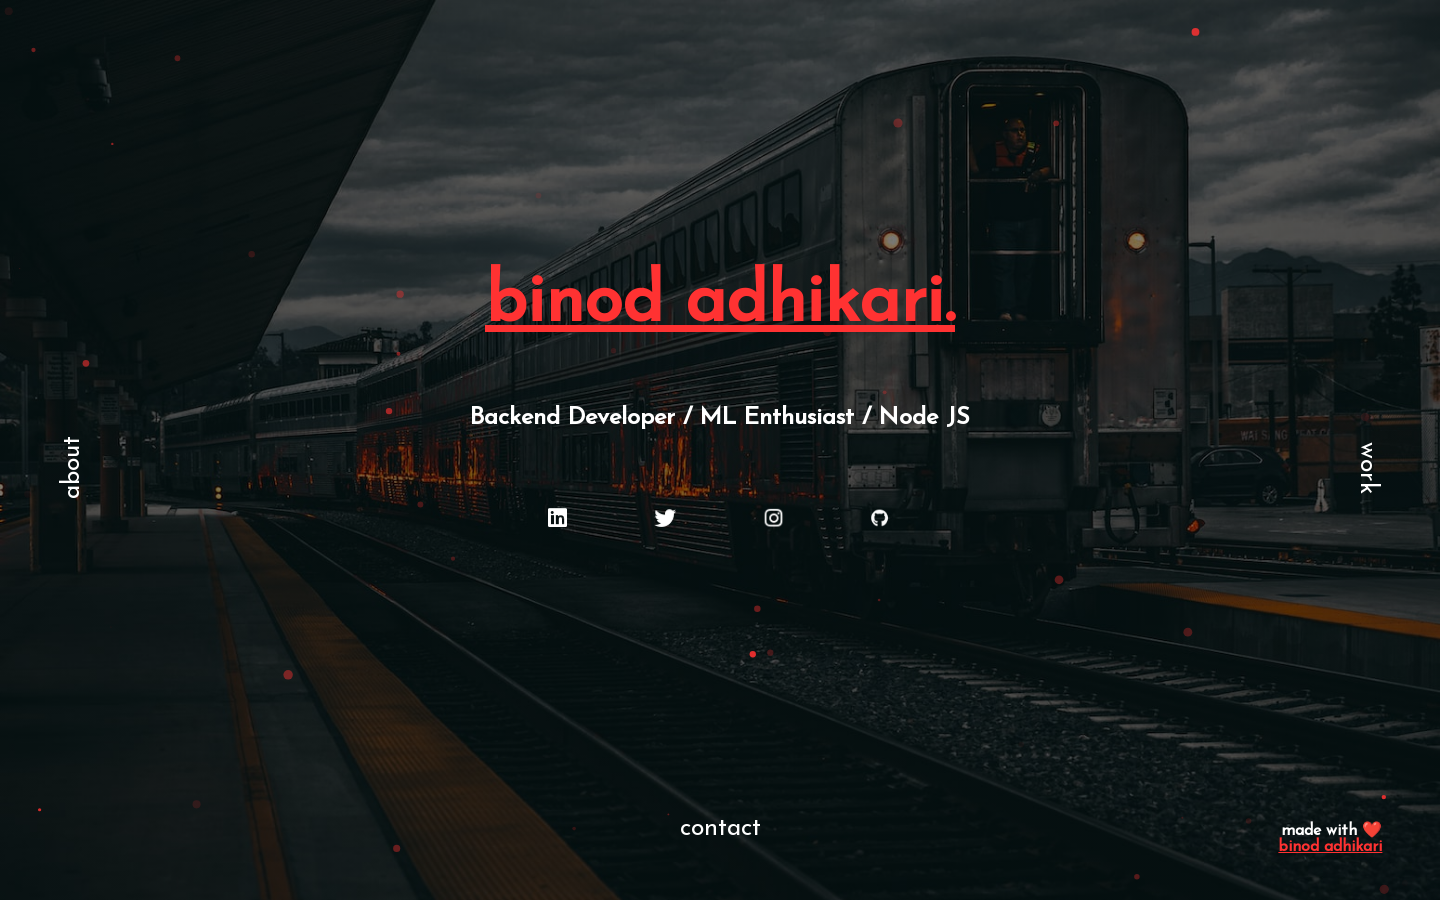 binod adhikari.
Backend Developer / ML Enthusiast / Node JS
about
work
contact
made with ❤️
binod adhikari